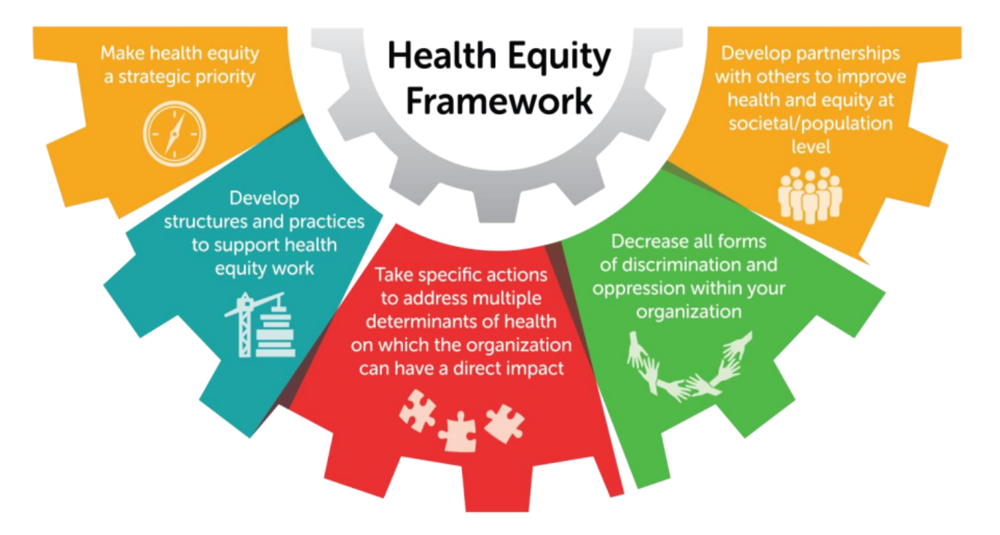 Health Equity
Framework
Make health equity
a strategic priority
Develop
structures and practices
to support health
equity work
Take specific actions
to address multiple
determinants of health
on which the organization
can have a direct impact
Decrease all forms
of discrimination and
oppression within your
organization
Develop partnerships
with others to improve
health and equity at
societal/population
level